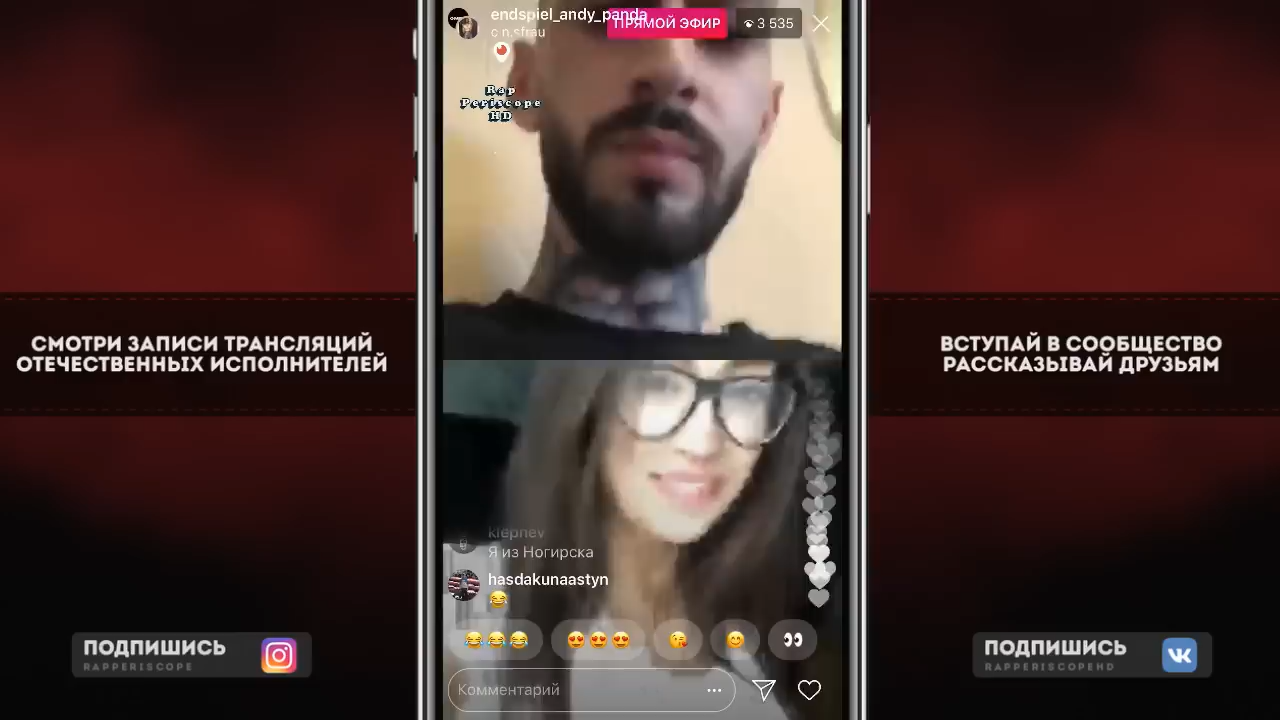 endspiel_andy_panda
с n.sfrau
ПРЯМОЙ ЭФИР
3 535
Rap
Periscope
HD
СМОТРИ ЗАПИСИ ТРАНСЛЯЦИЙ
ОТЕЧЕСТВЕННЫХ ИСПОЛНИТЕЛЕЙ
ВСТУПАЙ В СООБЩЕСТВО
РАССКАЗЫВАЙ ДРУЗЬЯМ
Я из Ногирска
hasdakunaastyn
😂
😂😂😂 😍😍😍 😘 😊 👀
Комментарий
ПОДПИШИСЬ
RAPPERISCOPE
ПОДПИШИСЬ
RAPPERISCOPEHD